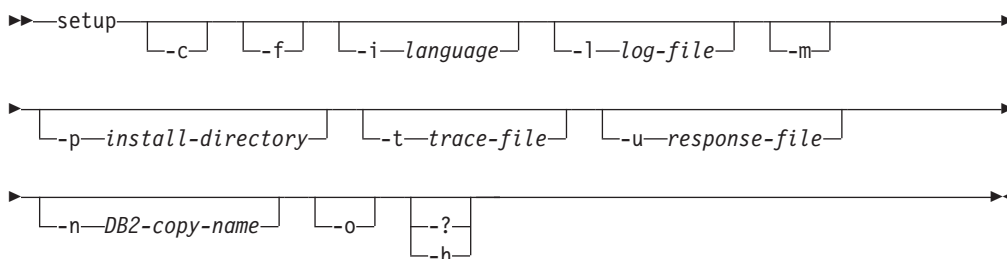 setup -c -f -i language -l log-file -m
-p install-directory -t trace-file -u response-file
-n DB2-copy-name -o -?
-h